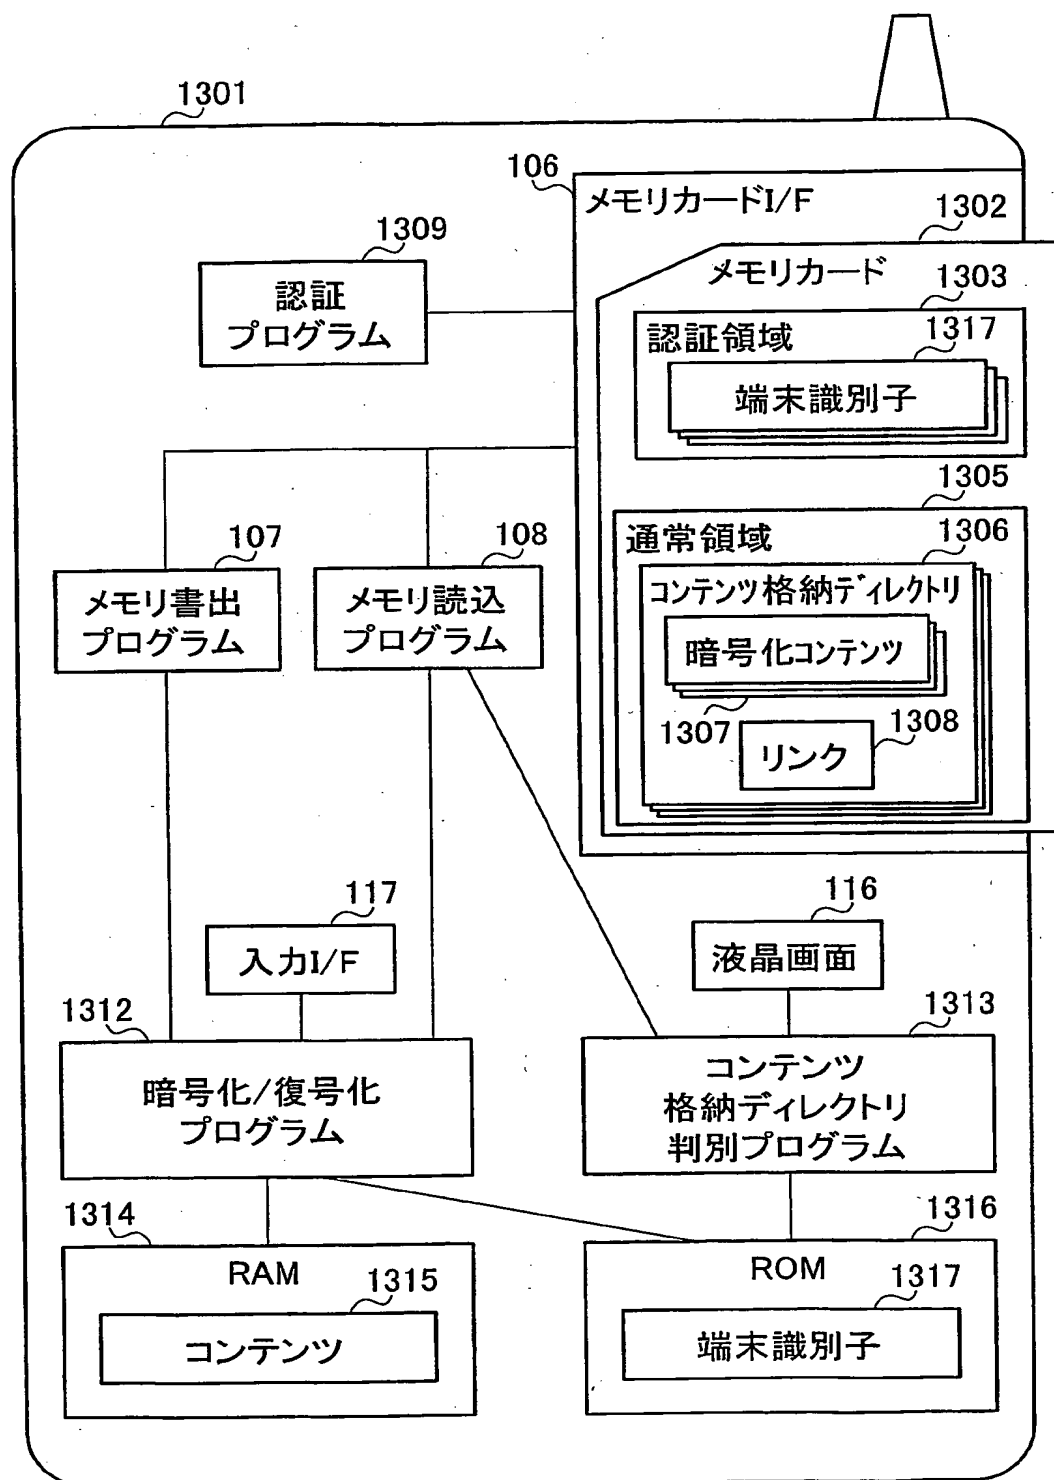 1301
106
メモリカードI/F
1302
メモリカード
1309
認証
プログラム
1303
認証領域
1317
端末識別子
1305
通常領域
1306
コンテンツ格納ディレクトリ
暗号化コンテンツ
1307
1308
リンク
107
メモリ書出
プログラム
108
メモリ読込
プログラム
117
入力I/F
116
液晶画面
1312
暗号化/復号化
プログラム
1313
コンテンツ
格納ディレクトリ
判別プログラム
1314
RAM
1315
コンテンツ
1316
ROM
1317
端末識別子